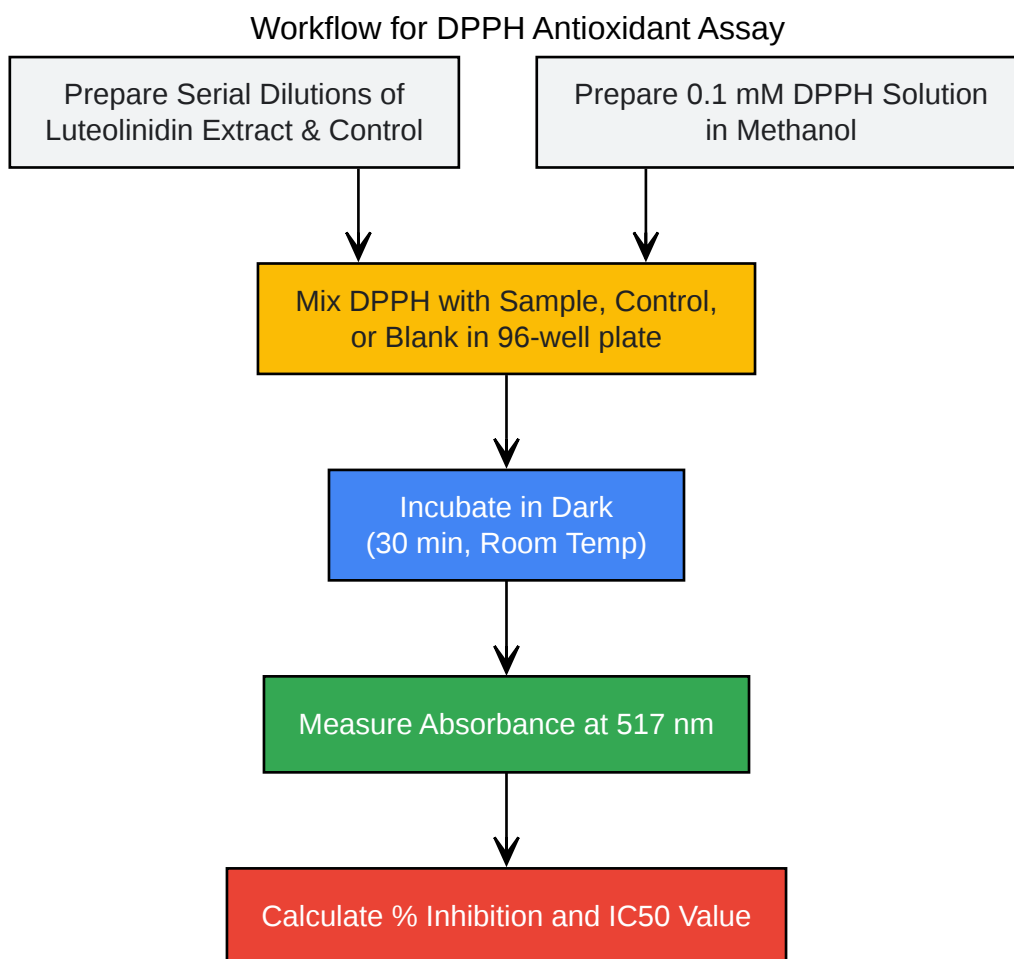 Workflow for DPPH Antioxidant Assay
Prepare Serial Dilutions of
Luteolinidin Extract & Control
Prepare 0.1 mM DPPH Solution
in Methanol
Mix DPPH with Sample, Control,
or Blank in 96-well plate
Incubate in Dark
(30 min, Room Temp)
Measure Absorbance at 517 nm
Calculate % Inhibition and IC50 Value